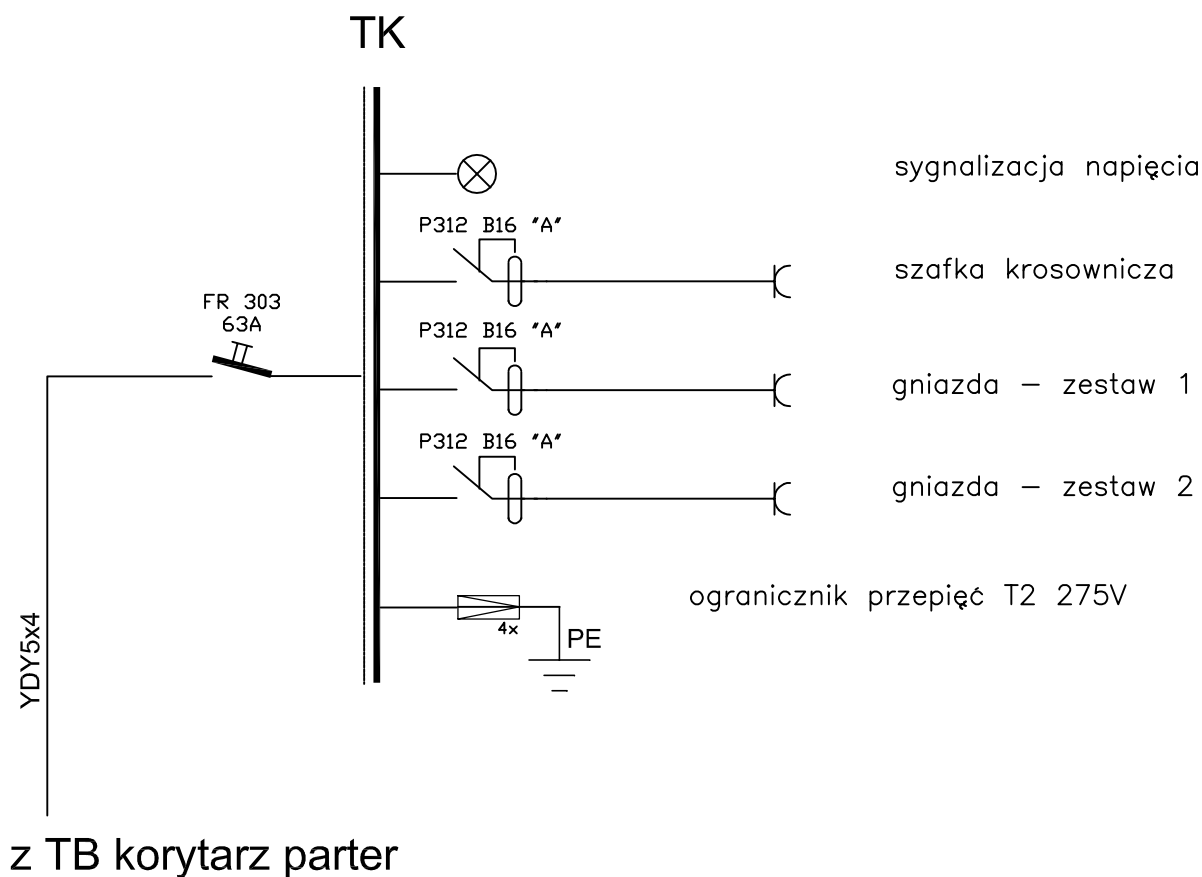 TK
sygnalizacja napięcia
P312 B16 "A"
szafka krosownicza
FR 303
63A
P312 B16 "A"
gniazda – zestaw 1
P312 B16 "A"
gniazda – zestaw 2
ogranicznik przepięć T2 275V
4x
PE
YDY5x4
z TB korytarz parter